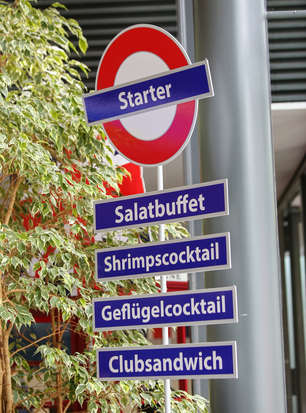 Starter
Salatbuffet
Shrimpscocktail
Geflügelcocktail
Clubsandwich